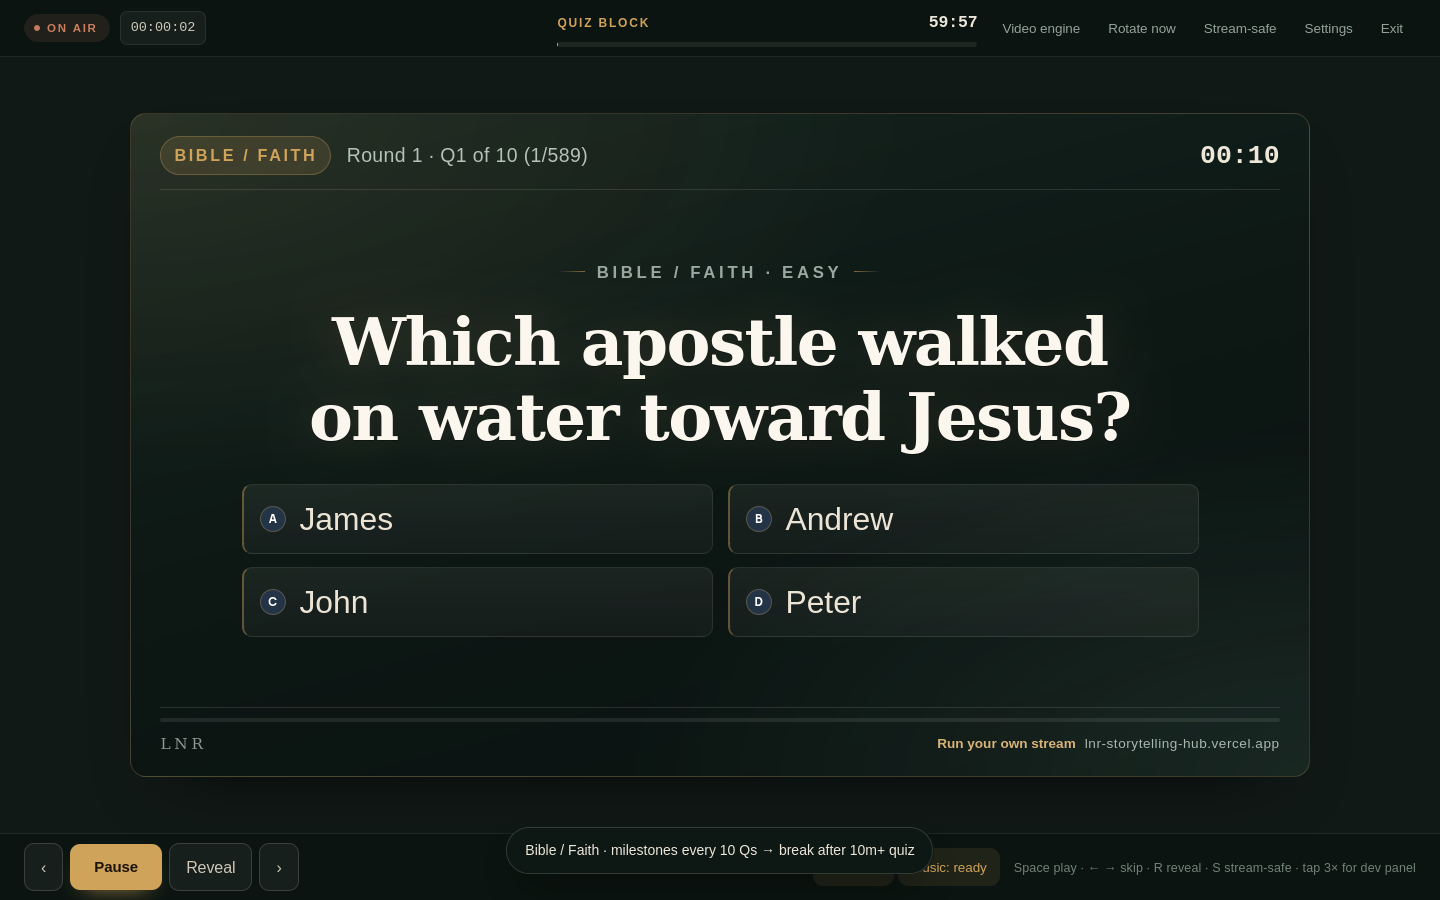 ON AIR
00:00:02
QUIZ BLOCK
59:57
Video engine
Rotate now
Stream-safe
Settings
Exit
BIBLE / FAITH
Round 1 · Q1 of 10 (1/589)
00:10
BIBLE / FAITH · EASY
Which apostle walked
on water toward Jesus?
A James
B Andrew
C John
D Peter
LNR
Run your own stream lnr-storytelling-hub.vercel.app
‹
Pause
Reveal
›
Bible / Faith · milestones every 10 Qs → break after 10m+ quiz
ready
Space play · ← → skip · R reveal · S stream-safe · tap 3× for dev panel